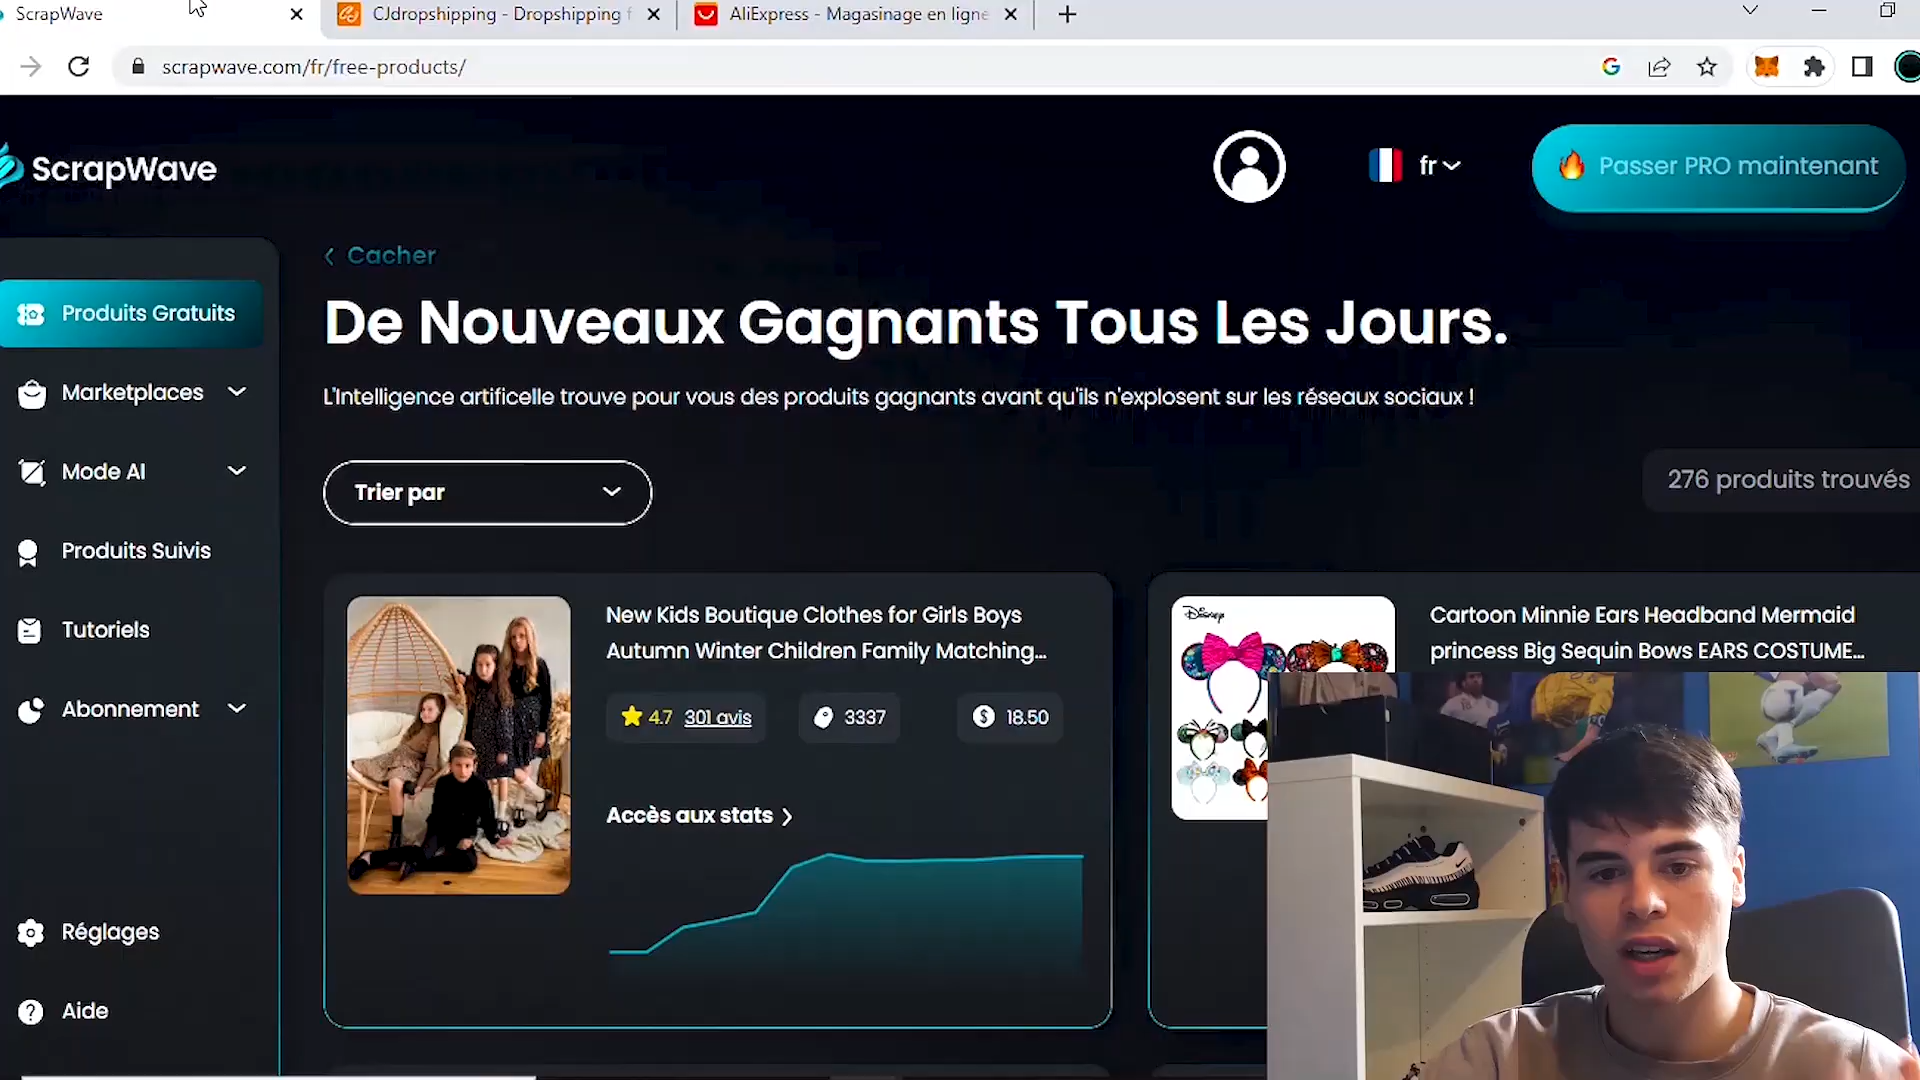 ScrapWave
CJdropshipping - Dropshipping f
AliExpress - Magasinage en ligne
scrapwave.com/fr/free-products/
ScrapWave
fr
Passer PRO maintenant
Cacher
Produits Gratuits
De Nouveaux Gagnants Tous Les Jours.
Marketplaces
L'Intelligence artificelle trouve pour vous des produits gagnants avant qu'ils n'explosent sur les réseaux sociaux !
Mode AI
Trier par
276 produits trouvés
Produits Suivis
Tutoriels
Abonnement
New Kids Boutique Clothes for Girls Boys
Autumn Winter Children Family Matching...
4.7 301 avis
3337
18.50
Accès aux stats
Disney
Cartoon Minnie Ears Headband Mermaid
princess Big Sequin Bows EARS COSTUME...
Réglages
Aide